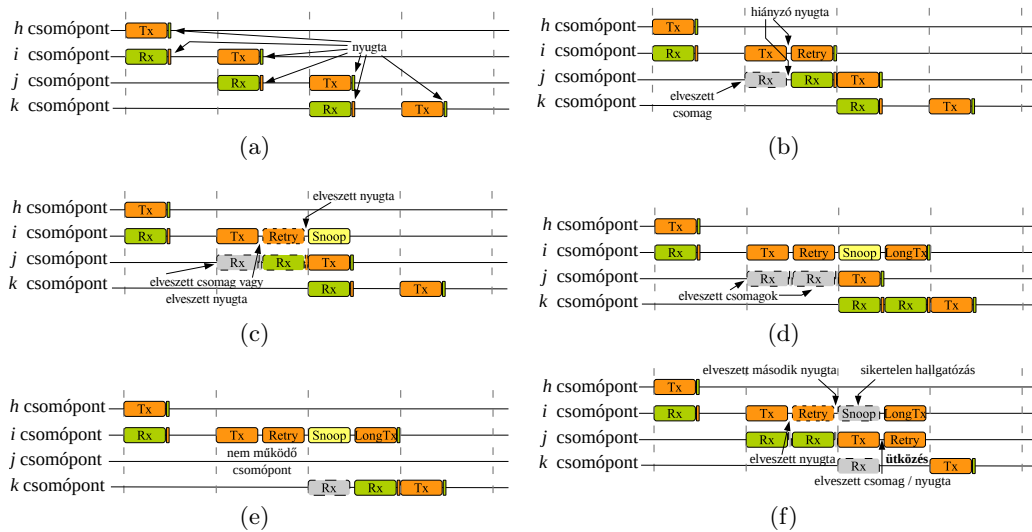 h csomópont Tx
i csomópont Rx Tx nyugta
j csomópont Rx Tx
k csomópont Rx Tx
(a)
hiányzó nyugta
h csomópont Tx
i csomópont Rx Tx Retry
j csomópont Rx Rx Tx
elveszett
csomag
k csomópont Rx Tx
(b)
elveszett nyugta
h csomópont Tx
i csomópont Rx Tx Retry Snoop
j csomópont Rx Rx Tx
elveszett csomag vagy
elveszett nyugta
k csomópont Rx Tx
(c)
h csomópont Tx
i csomópont Rx Tx Retry Snoop LongTx
j csomópont Rx Rx Tx
elveszett csomagok
k csomópont Rx Rx Tx
(d)
h csomópont Tx
i csomópont Rx Tx Retry Snoop LongTx
nem működő
csomópont
j csomópont
k csomópont Rx Rx Tx
(e)
elveszett második nyugta sikertelen hallgatózás
h csomópont Tx
i csomópont Rx Tx Retry Snoop LongTx
j csomópont Rx Rx Tx Retry
elveszett nyugta ütközés
k csomópont Rx Tx
elveszett csomag / nyugta
(f)